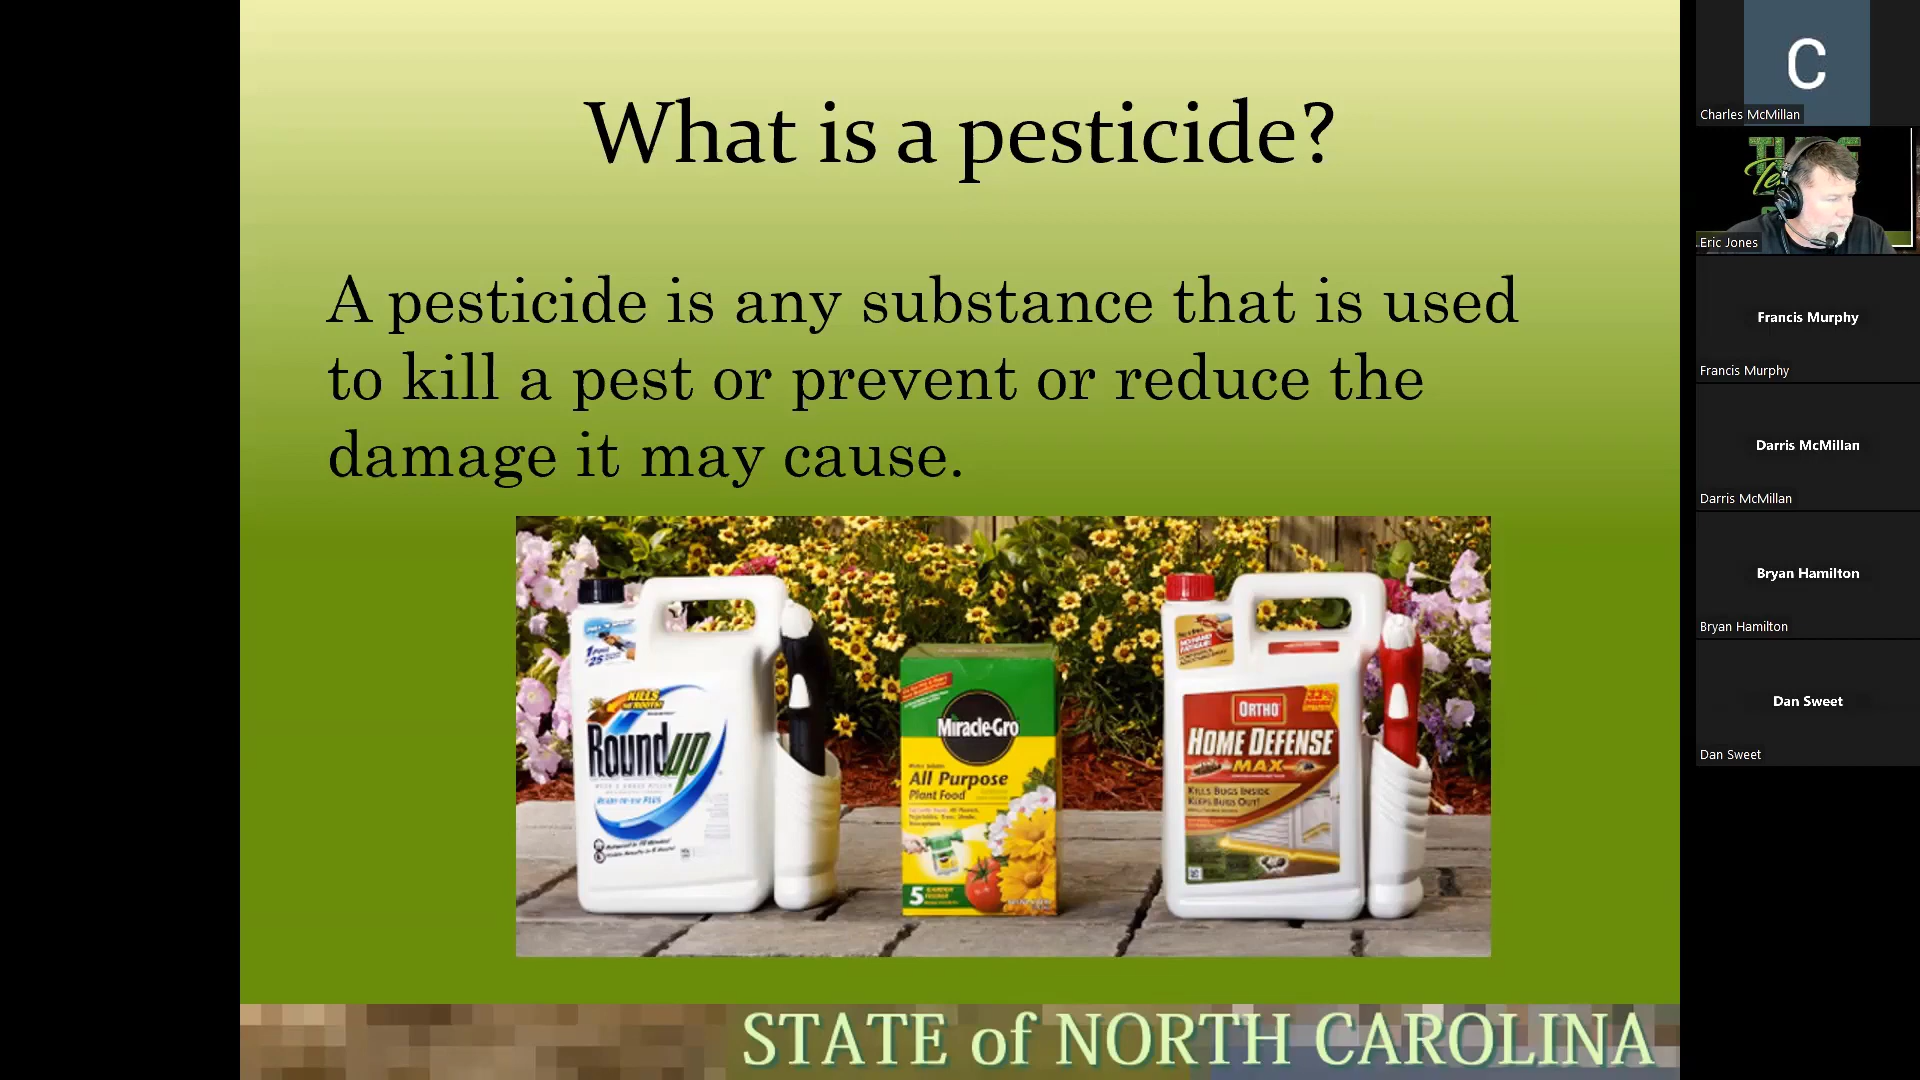 What is a pesticide?
A pesticide is any substance that is used
to kill a pest or prevent or reduce the
damage it may cause.
KILLS
Roundup
Miracle-Gro
All Purpose
Plant Food
5
ORTHO
HOME DEFENSE
MAX
KILLS BUGS INSIDE
KEEPS BUGS OUT!
STATE of NORTH CAROLINA
C
Charles McMillan
Eric Jones
Francis Murphy
Francis Murphy
Darris McMillan
Darris McMillan
Bryan Hamilton
Bryan Hamilton
Dan Sweet
Dan Sweet